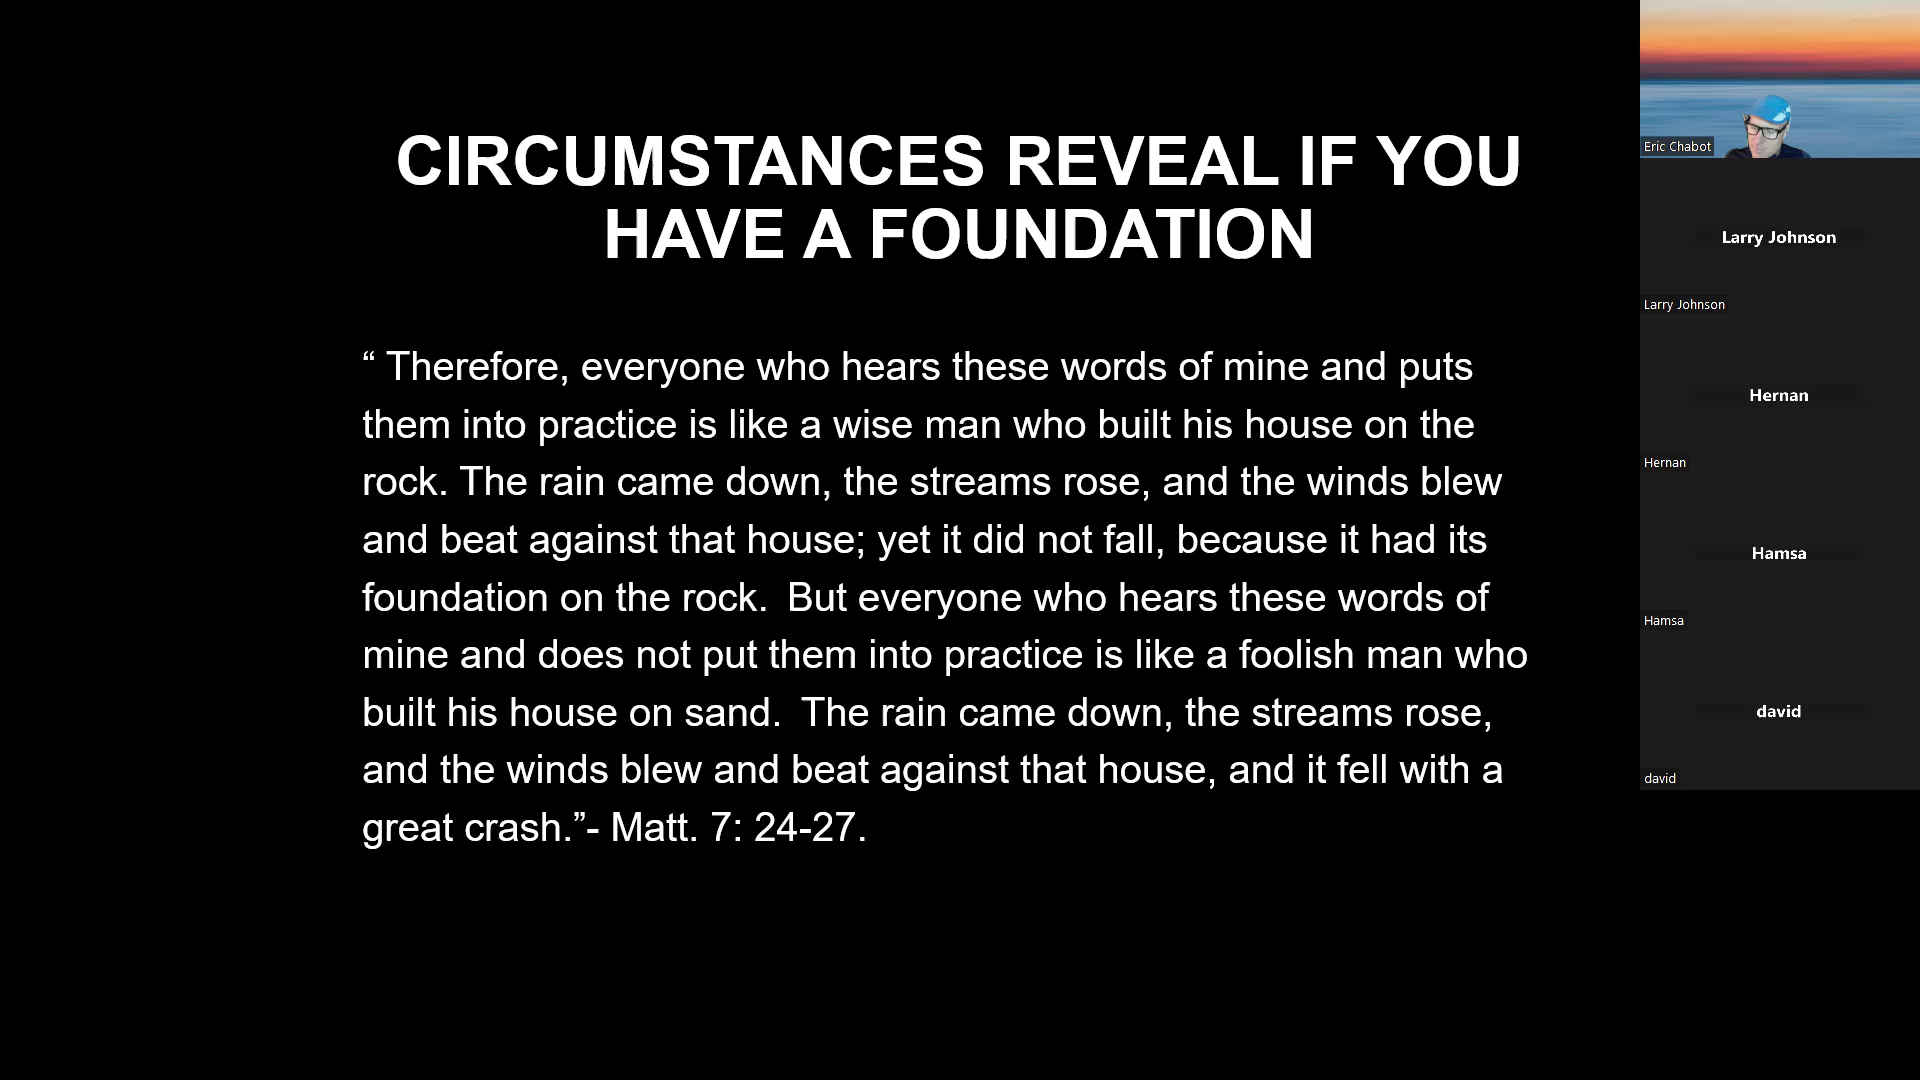 CIRCUMSTANCES REVEAL IF YOU
HAVE A FOUNDATION
“ Therefore, everyone who hears these words of mine and puts
them into practice is like a wise man who built his house on the
rock. The rain came down, the streams rose, and the winds blew
and beat against that house; yet it did not fall, because it had its
foundation on the rock.  But everyone who hears these words of
mine and does not put them into practice is like a foolish man who
built his house on sand.  The rain came down, the streams rose,
and the winds blew and beat against that house, and it fell with a
great crash.”- Matt. 7: 24-27.
Eric Chabot
Larry Johnson
Larry Johnson
Hernan
Hernan
Hamsa
Hamsa
david
david